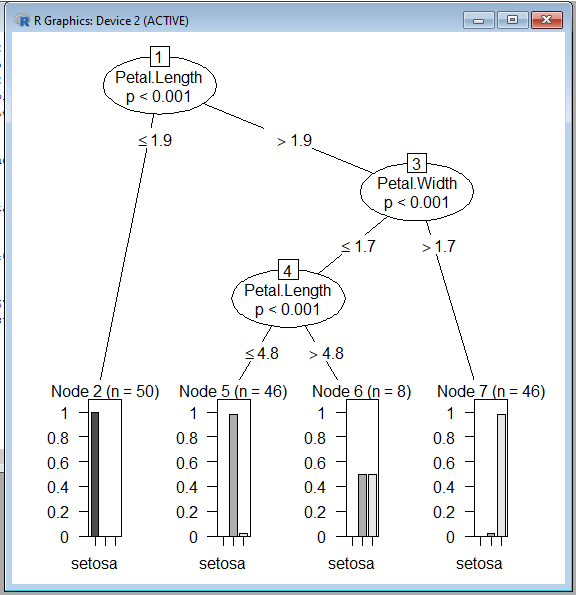 R Graphics: Device 2 (ACTIVE)
1
Petal.Length
p < 0.001
≤ 1.9
> 1.9
3
Petal.Width
p < 0.001
≤ 1.7
> 1.7
4
Petal.Length
p < 0.001
≤ 4.8
> 4.8
Node 2 (n = 50)
1
0.8
0.6
0.4
0.2
0
setosa
Node 5 (n = 46)
1
0.8
0.6
0.4
0.2
0
setosa
Node 6 (n = 8)
1
0.8
0.6
0.4
0.2
0
setosa
Node 7 (n = 46)
1
0.8
0.6
0.4
0.2
0
setosa